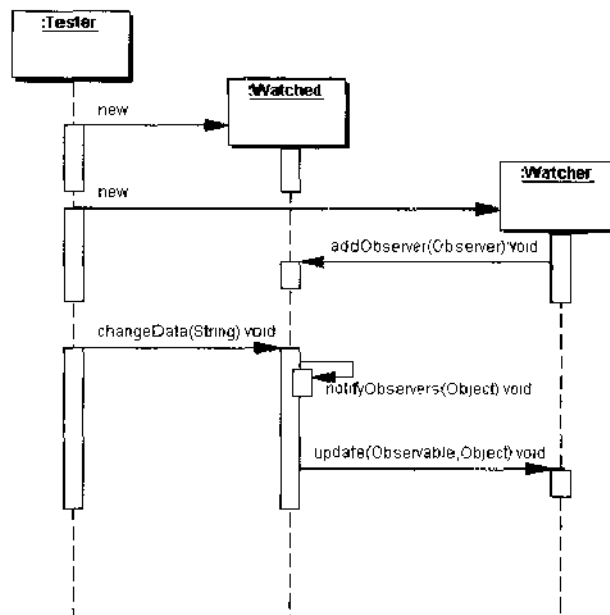 :Tester
:Watched
new
:Watcher
new
addObserver(Observer) void
changeData(String) void
notifyObservers(Object) void
update(Observable,Object) void